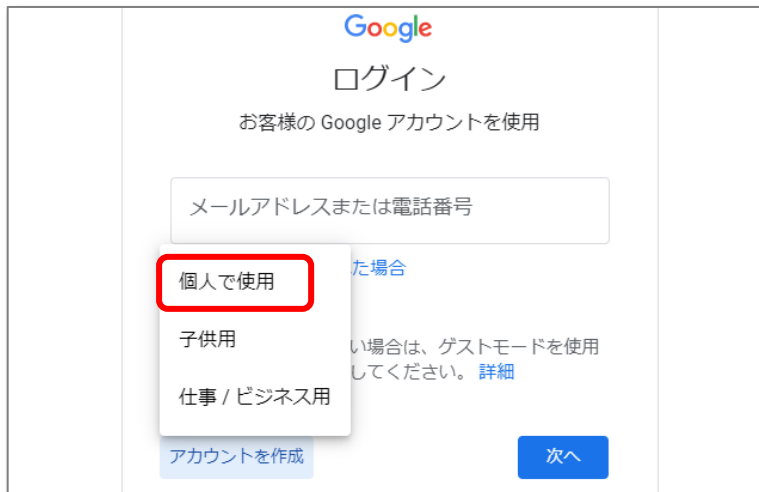 Google
ログイン
お客様の Google アカウントを使用
メールアドレスまたは電話番号
た場合
個人で使用
子供用
い場合は、ゲストモードを使用
してください。 詳細
仕事 / ビジネス用
アカウントを作成
次へ